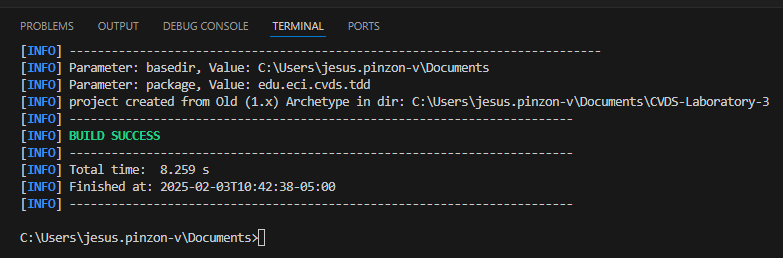 PROBLEMS OUTPUT DEBUG CONSOLE TERMINAL PORTS
[INFO] ----------------------------------------------------------------------------
[INFO] Parameter: basedir, Value: C:\Users\jesus.pinzon-v\Documents
[INFO] Parameter: package, Value: edu.eci.cvds.tdd
[INFO] project created from Old (1.x) Archetype in dir: C:\Users\jesus.pinzon-v\Documents\CVDS-Laboratory-3
[INFO] ------------------------------------------------------------------------
[INFO] BUILD SUCCESS
[INFO] ------------------------------------------------------------------------
[INFO] Total time:  8.259 s
[INFO] Finished at: 2025-02-03T10:42:38-05:00
[INFO] ------------------------------------------------------------------------
C:\Users\jesus.pinzon-v\Documents>